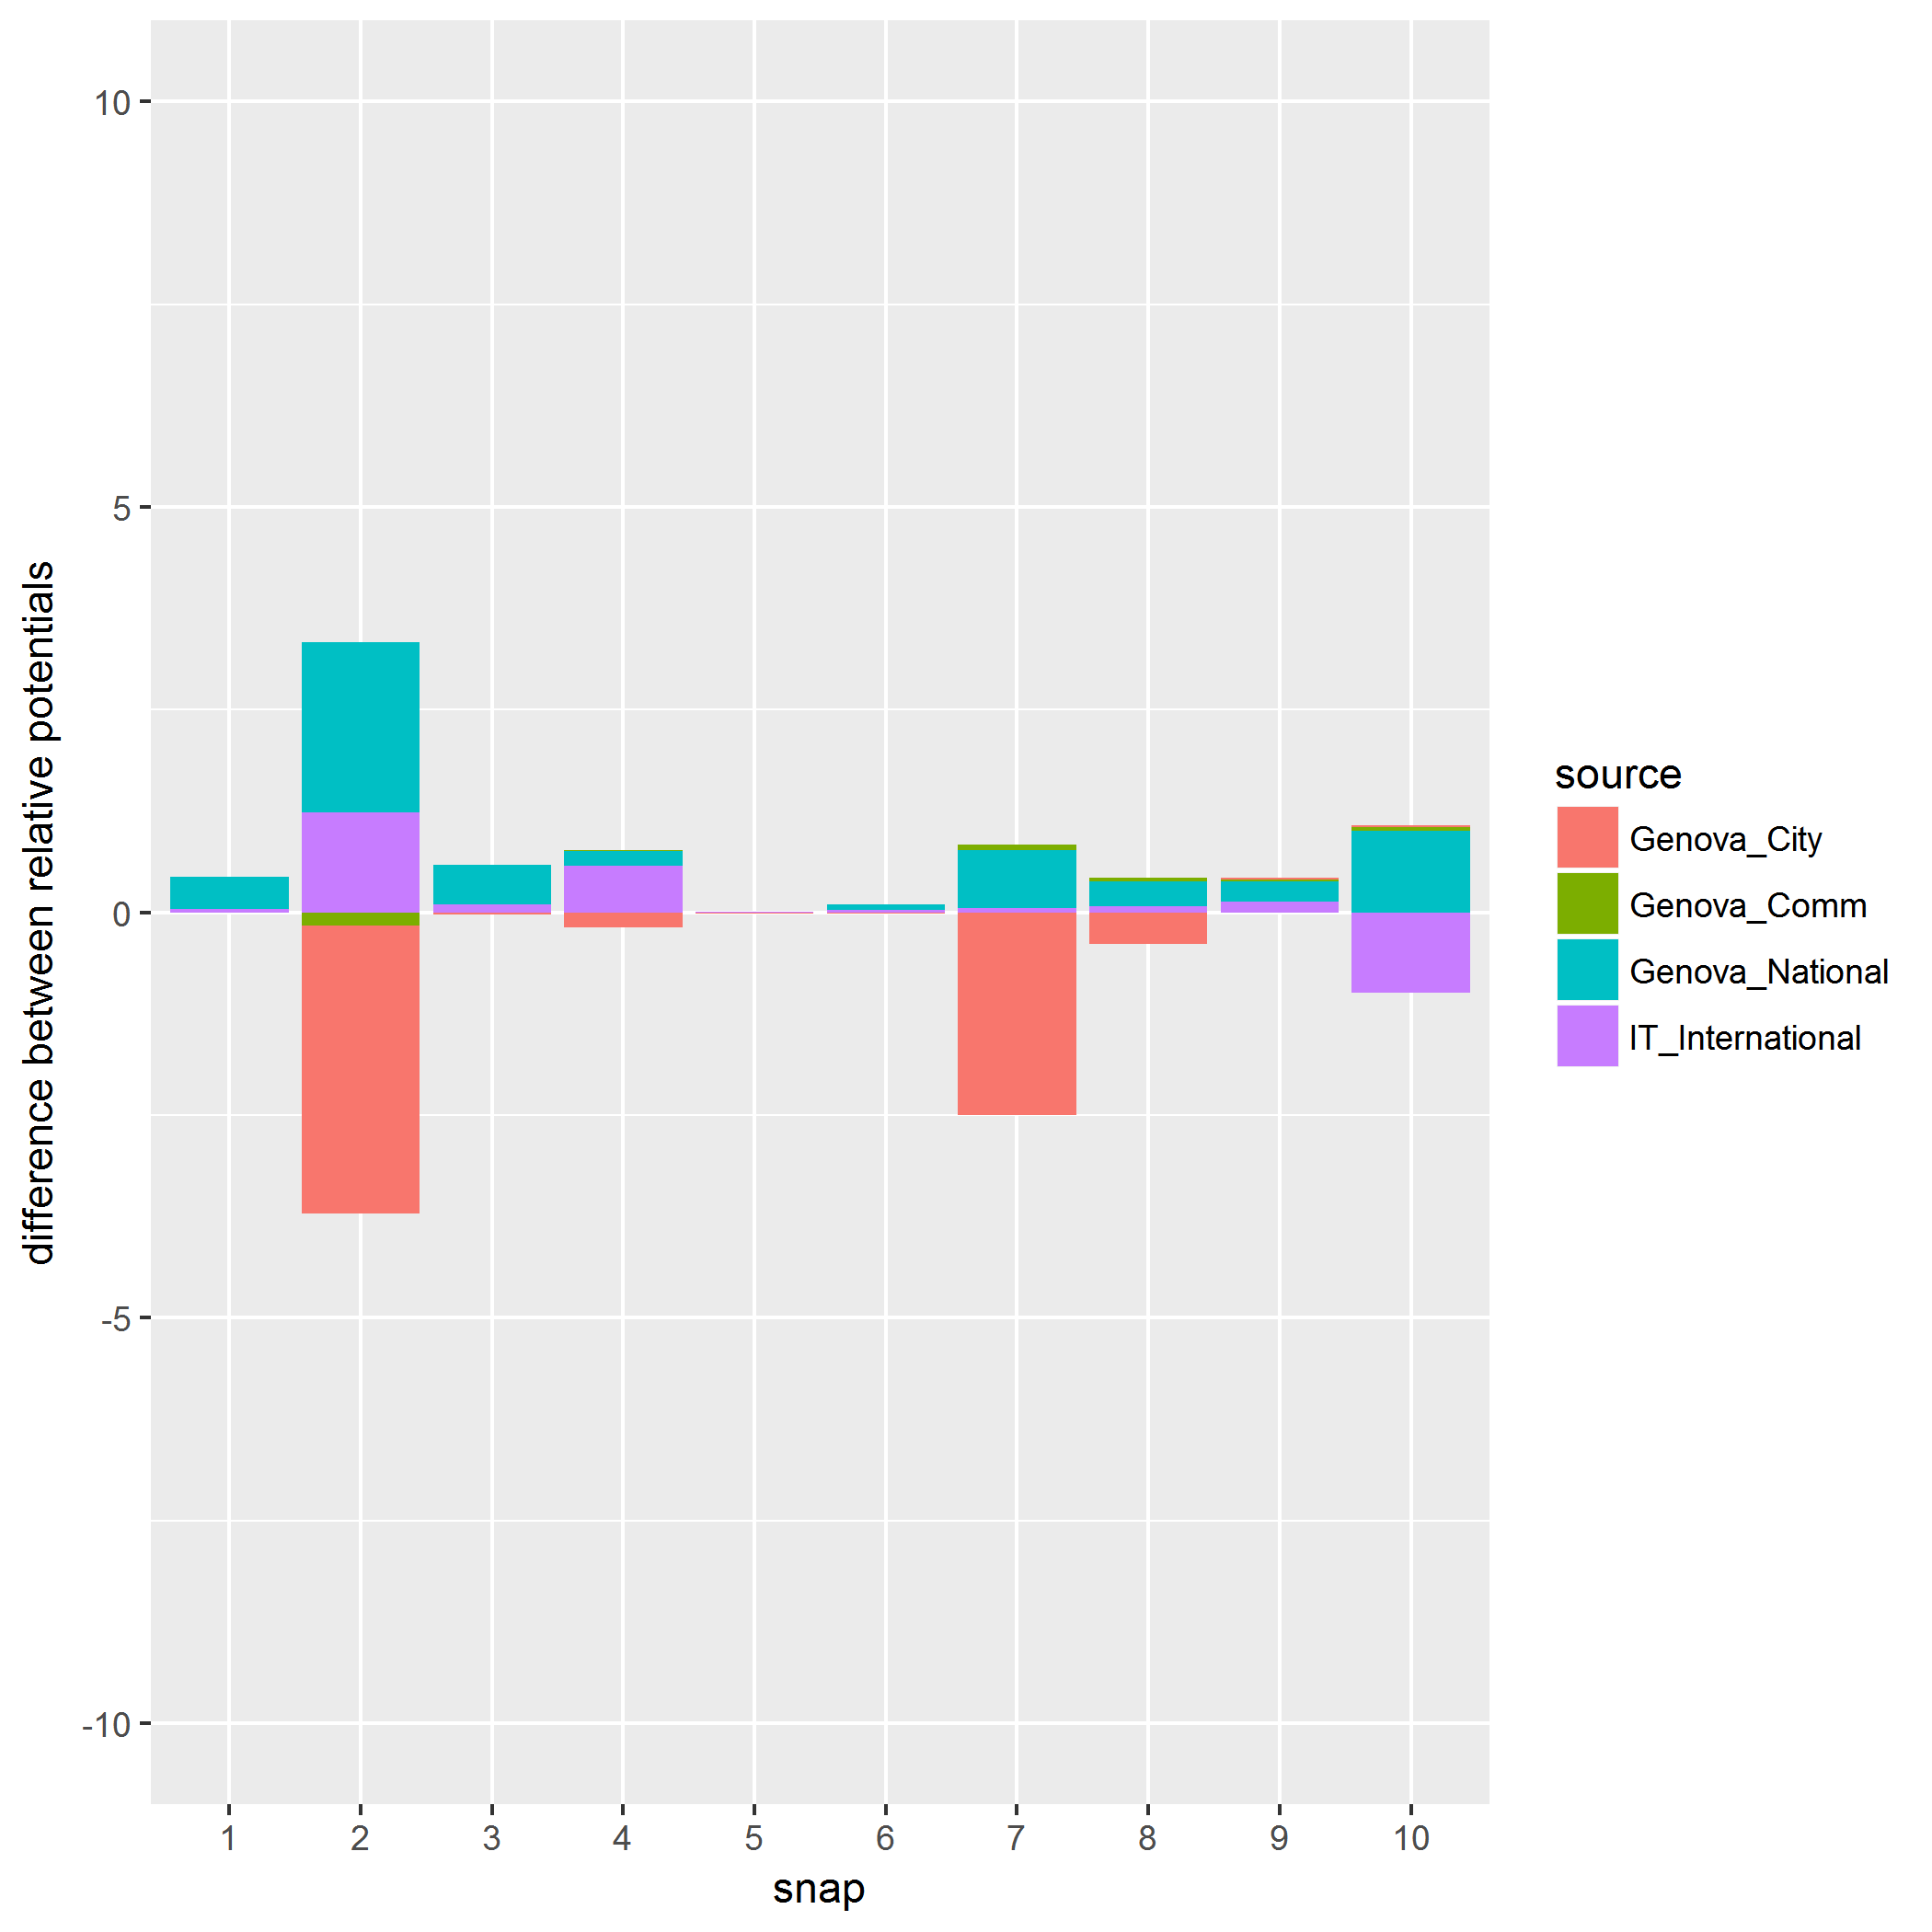 difference between relative potentials
10
5
0
-5
-10
1 2 3 4 5 6 7 8 9 10
snap
source
Genova_City
Genova_Comm
Genova_National
IT_International